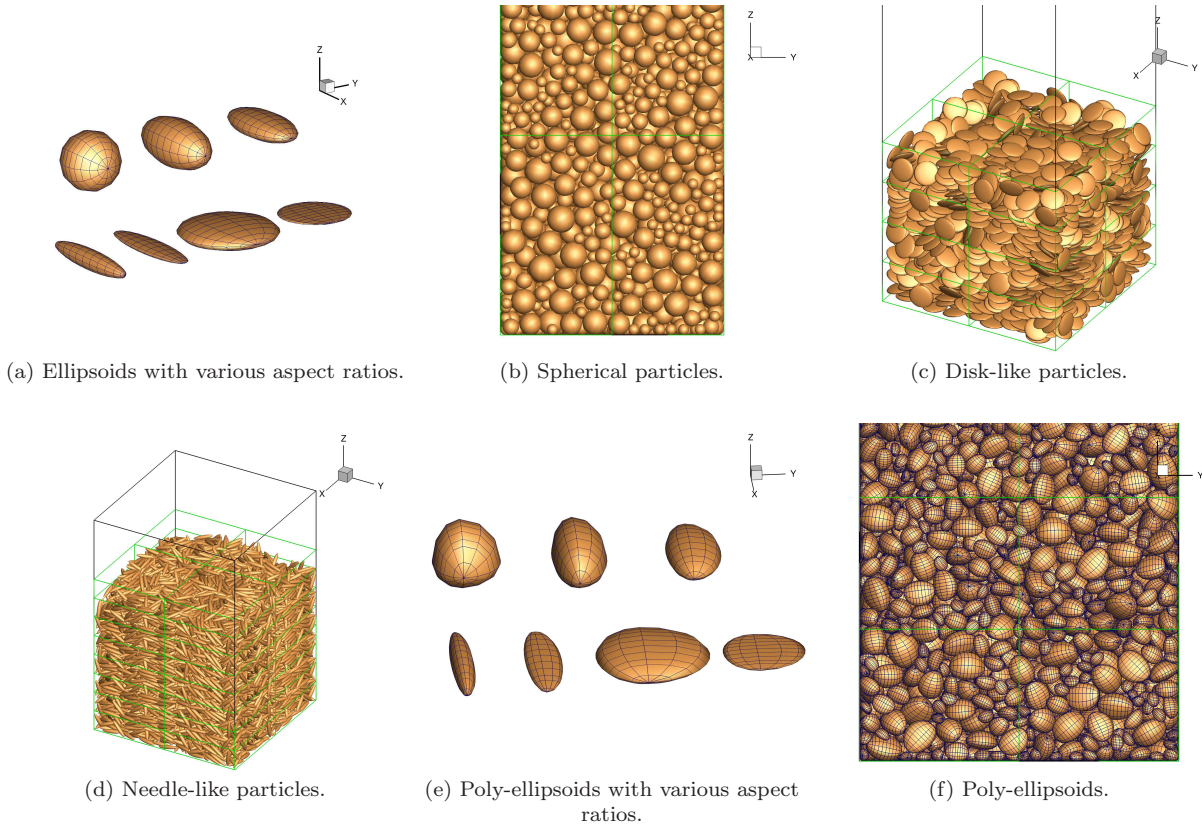 Z
Y
X
(a) Ellipsoids with various aspect ratios.
Z
X
Y
(b) Spherical particles.
Z
X
Y
(c) Disk-like particles.
Z
X
Y
(d) Needle-like particles.
Z
Y
X
(e) Poly-ellipsoids with various aspect
ratios.
Y
(f) Poly-ellipsoids.